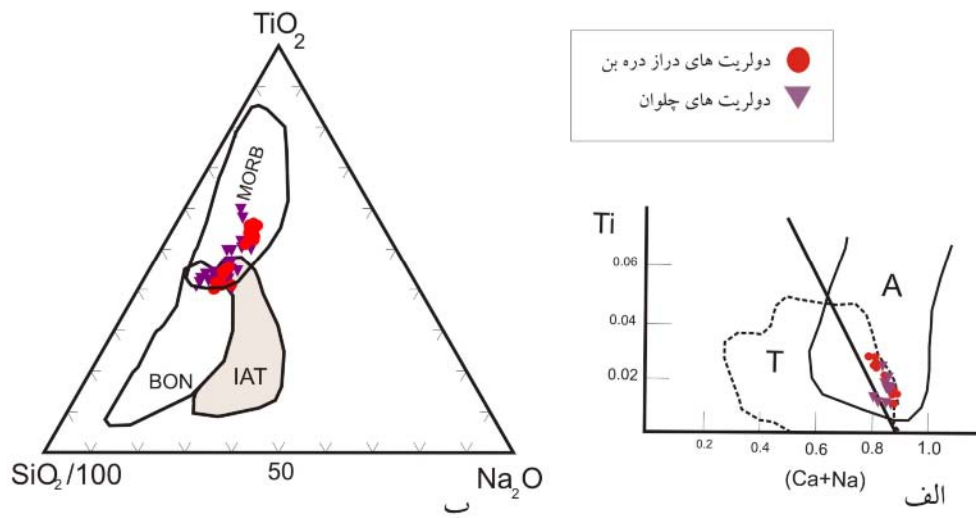 TiO2
MORB
BON
IAT
SiO2/100
50
Na2O
ب
دولریت های دراز دره بن
دولریت های چلوان
Ti
0.06
0.04
0.02
A
T
0.2
0.4
0.6
0.8
1.0
(Ca+Na)
الف